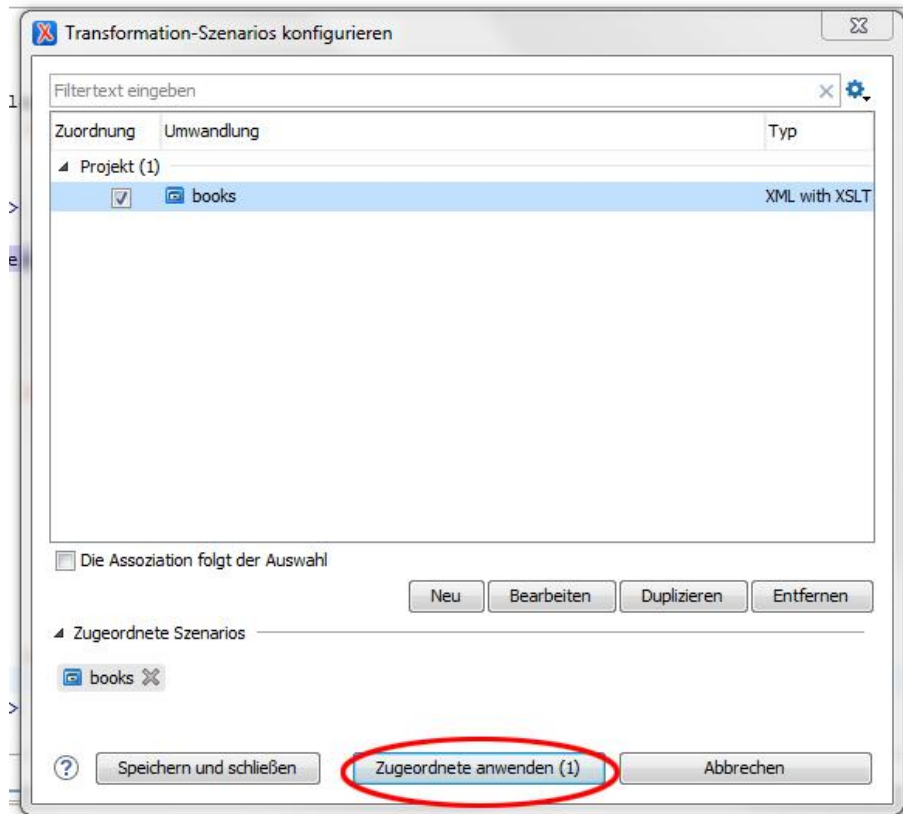 Transformation-Szenarios konfigurieren
Filtertext eingeben
Zuordnung Umwandlung Typ
Projekt (1)
books XML with XSLT
Die Assoziation folgt der Auswahl
Neu Bearbeiten Duplizieren Entfernen
Zugeordnete Szenarios
books
? Speichern und schließen Zugeordnete anwenden (1) Abbrechen